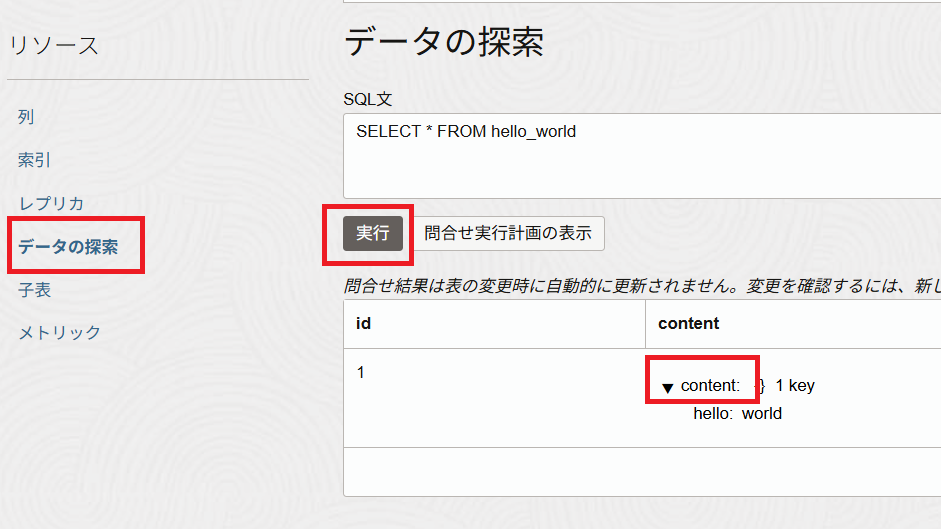 リソース
列
索引
レプリカ
データの探索
子表
メトリック
データの探索
SQL文
SELECT * FROM hello_world
実行
問合せ実行計画の表示
問合せ結果は表の変更時に自動的に更新されません。変更を確認するには、新し
id
content
1
▼ content: {} 1 key
hello: world